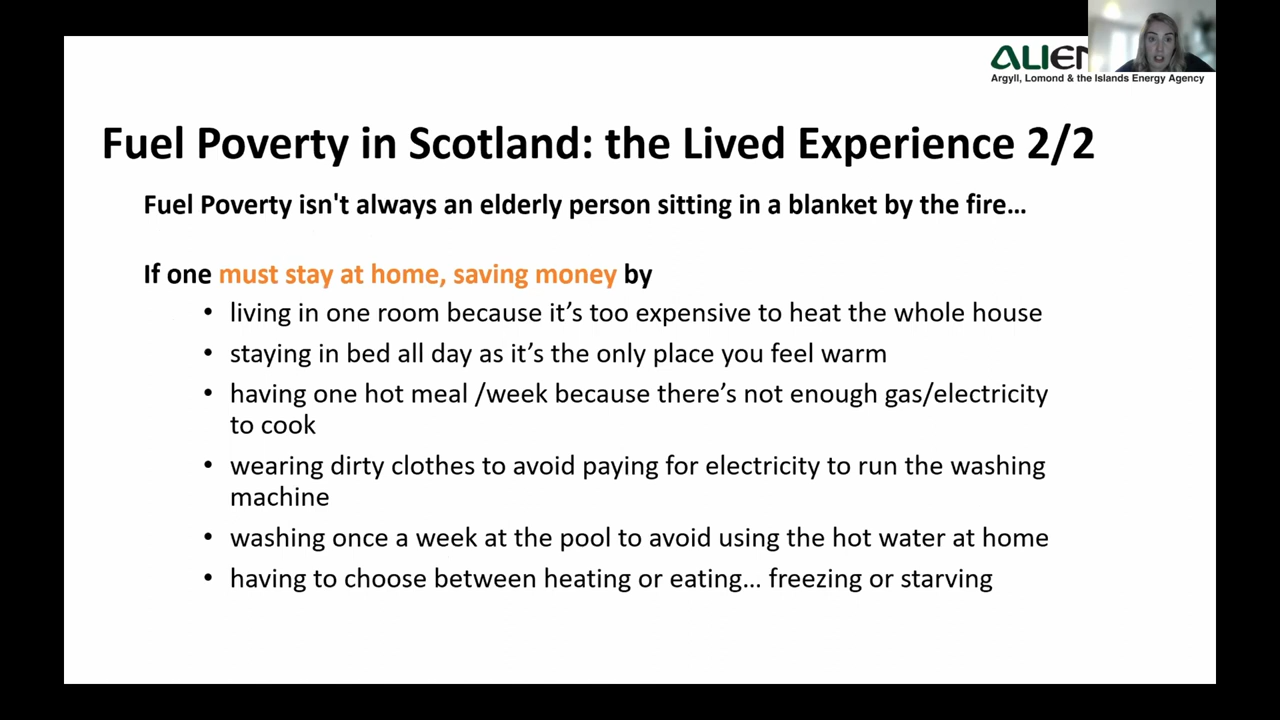 ALIEN
Argyll, Lomond & the Islands Energy Agency
Fuel Poverty in Scotland: the Lived Experience 2/2
Fuel Poverty isn't always an elderly person sitting in a blanket by the fire…
If one must stay at home, saving money by
• living in one room because it’s too expensive to heat the whole house
• staying in bed all day as it’s the only place you feel warm
• having one hot meal /week because there’s not enough gas/electricity
to cook
• wearing dirty clothes to avoid paying for electricity to run the washing
machine
• washing once a week at the pool to avoid using the hot water at home
• having to choose between heating or eating… freezing or starving